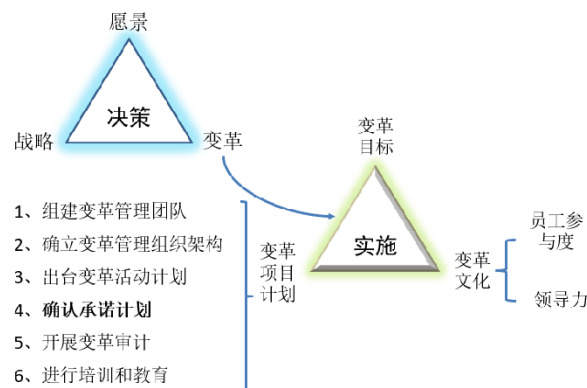 愿景
决策
战略
变革
变革
目标
实施
变革
项目
计划
变革
文化
员工参
与度
领导力
1、组建变革管理团队
2、确立变革管理组织架构
3、出台变革活动计划
4、确认承诺计划
5、开展变革审计
6、进行培训和教育